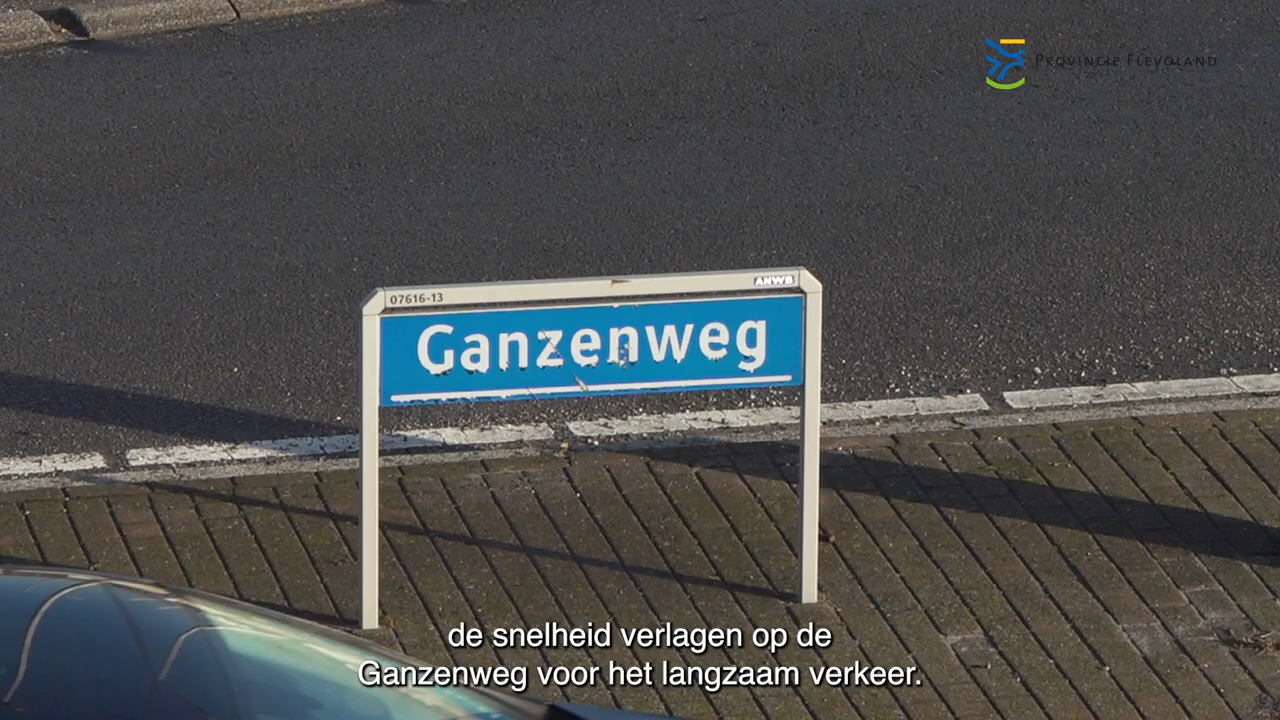 PROVINCIE FLEVOLAND
07616-13
ANWB
Ganzenweg
de snelheid verlagen op de
Ganzenweg voor het langzaam verkeer.